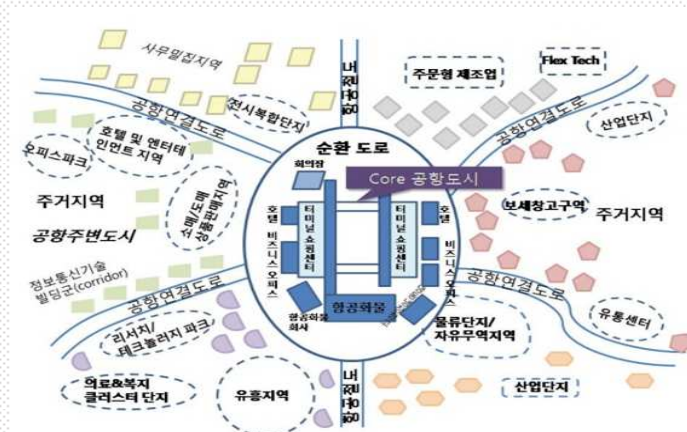 사무밀집지역
주문형 제조업
Flex Tech
공항연결도로
전시복합단지
공항연결도로
산업단지
오피스파크
호텔 및 엔터테
인먼트 지역
순환 도로
회의장
Core 공항도시
주거지역
소매/도매
상품판매지역
호텔
터미널 쇼핑센터
터미널 쇼핑센터
호텔
보세창고구역
주거지역
공항주변도시
비즈니스 오피스
비즈니스 오피스
정보통신기술
빌딩군(corridor)
공항연결도로
공항연결도로
항공화물
항공화물
회사
물류단지/
자유무역지역
유통센터
리서치/
테크놀러지 파크
의료&복지
클러스터 단지
유흥지역
산업단지